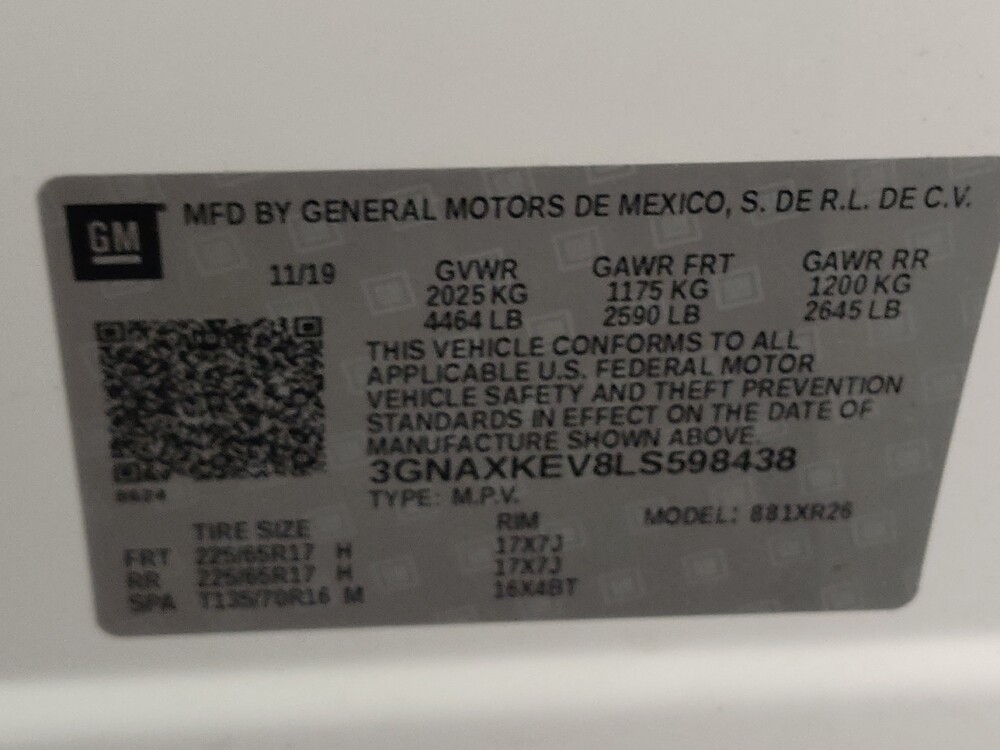 GM
MFD BY GENERAL MOTORS DE MEXICO, S. DE R.L. DE C.V.
11/19 GVWR GAWR FRT GAWR RR
2025 KG 1175 KG 1200 KG
4464 LB 2590 LB 2645 LB
THIS VEHICLE CONFORMS TO ALL
APPLICABLE U.S. FEDERAL MOTOR
VEHICLE SAFETY AND THEFT PREVENTION
STANDARDS IN EFFECT ON THE DATE OF
MANUFACTURE SHOWN ABOVE.
3GNAXKEV8LS598438
8624
TYPE: M.P.V. MODEL: 881XR26
TIRE SIZE RIM
FRT 225/65R17 H 17X7J
RR 225/65R17 H 17X7J
SPA T135/70R16 M 16X4BT